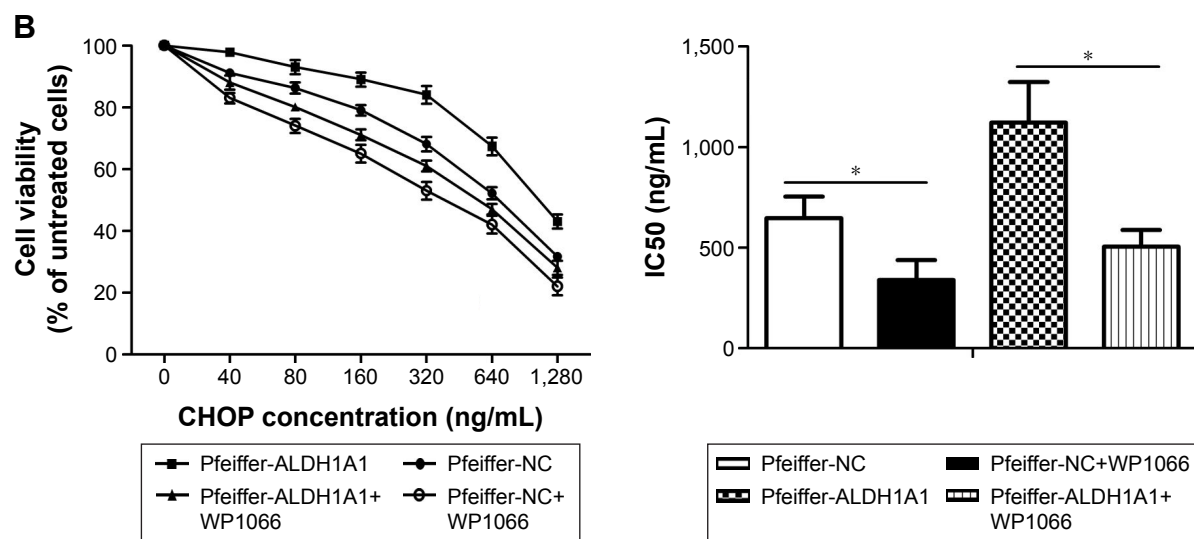 B
Cell viability
(% of untreated cells)
100
80
60
40
20
0
0 40 80 160 320 640 1,280
CHOP concentration (ng/mL)
Pfeiffer-ALDH1A1
Pfeiffer-NC
Pfeiffer-ALDH1A1+
WP1066
Pfeiffer-NC+
WP1066
IC50 (ng/mL)
1,500
1,000
500
0
*
*
Pfeiffer-NC
Pfeiffer-NC+WP1066
Pfeiffer-ALDH1A1
Pfeiffer-ALDH1A1+
WP1066